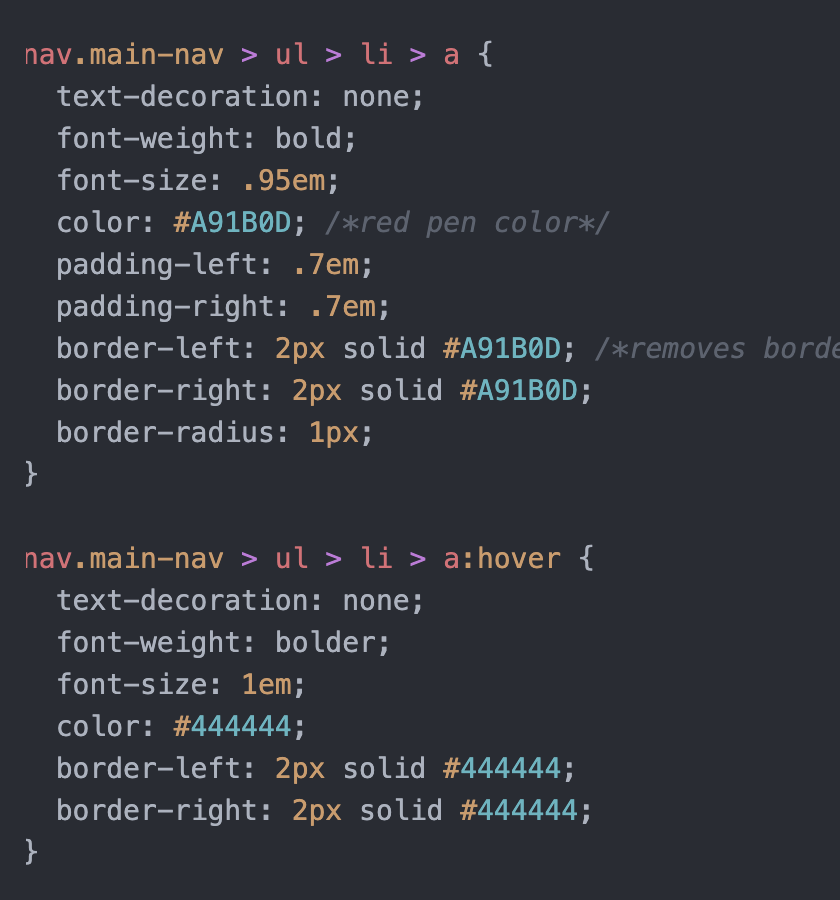 nav.main-nav > ul > li > a {
  text-decoration: none;
  font-weight: bold;
  font-size: .95em;
  color: #A91B0D; /*red pen color*/
  padding-left: .7em;
  padding-right: .7em;
  border-left: 2px solid #A91B0D; /*removes
  border-right: 2px solid #A91B0D;
  border-radius: 1px;
}
nav.main-nav > ul > li > a:hover {
  text-decoration: none;
  font-weight: bolder;
  font-size: 1em;
  color: #444444;
  border-left: 2px solid #444444;
  border-right: 2px solid #444444;
}